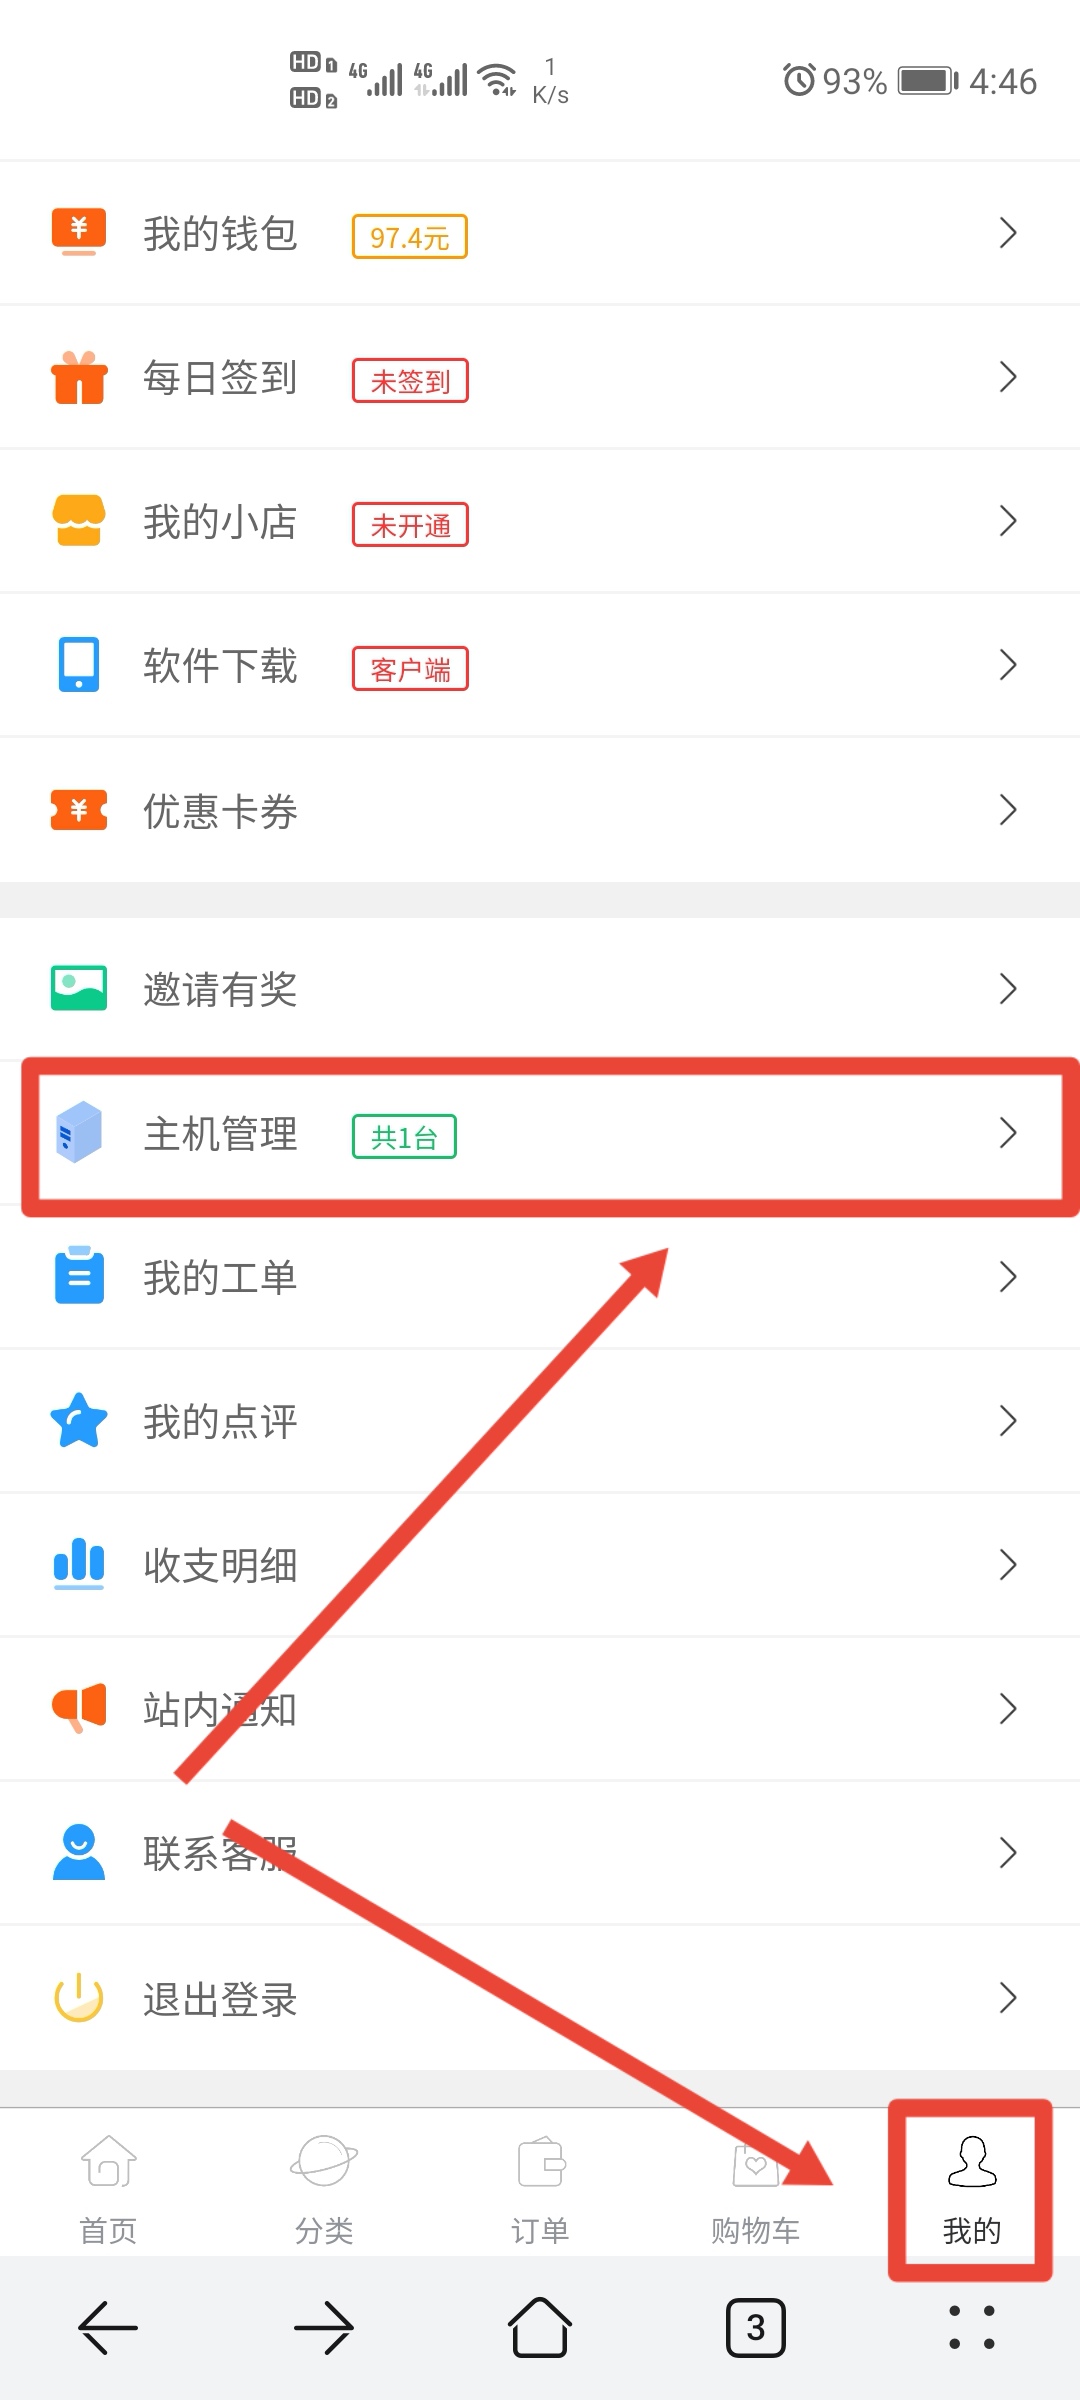 HD 1 4G 4G 1 93% 4:46
HD 2 K/s
¥ 我的钱包 97.4元
每日签到 未签到
我的小店 未开通
软件下载 客户端
¥ 优惠卡券
邀请有奖
主机管理 共1台
我的工单
我的点评
收支明细
站内通知
联系客服
退出登录
首页 分类 订单 购物车 我的
3